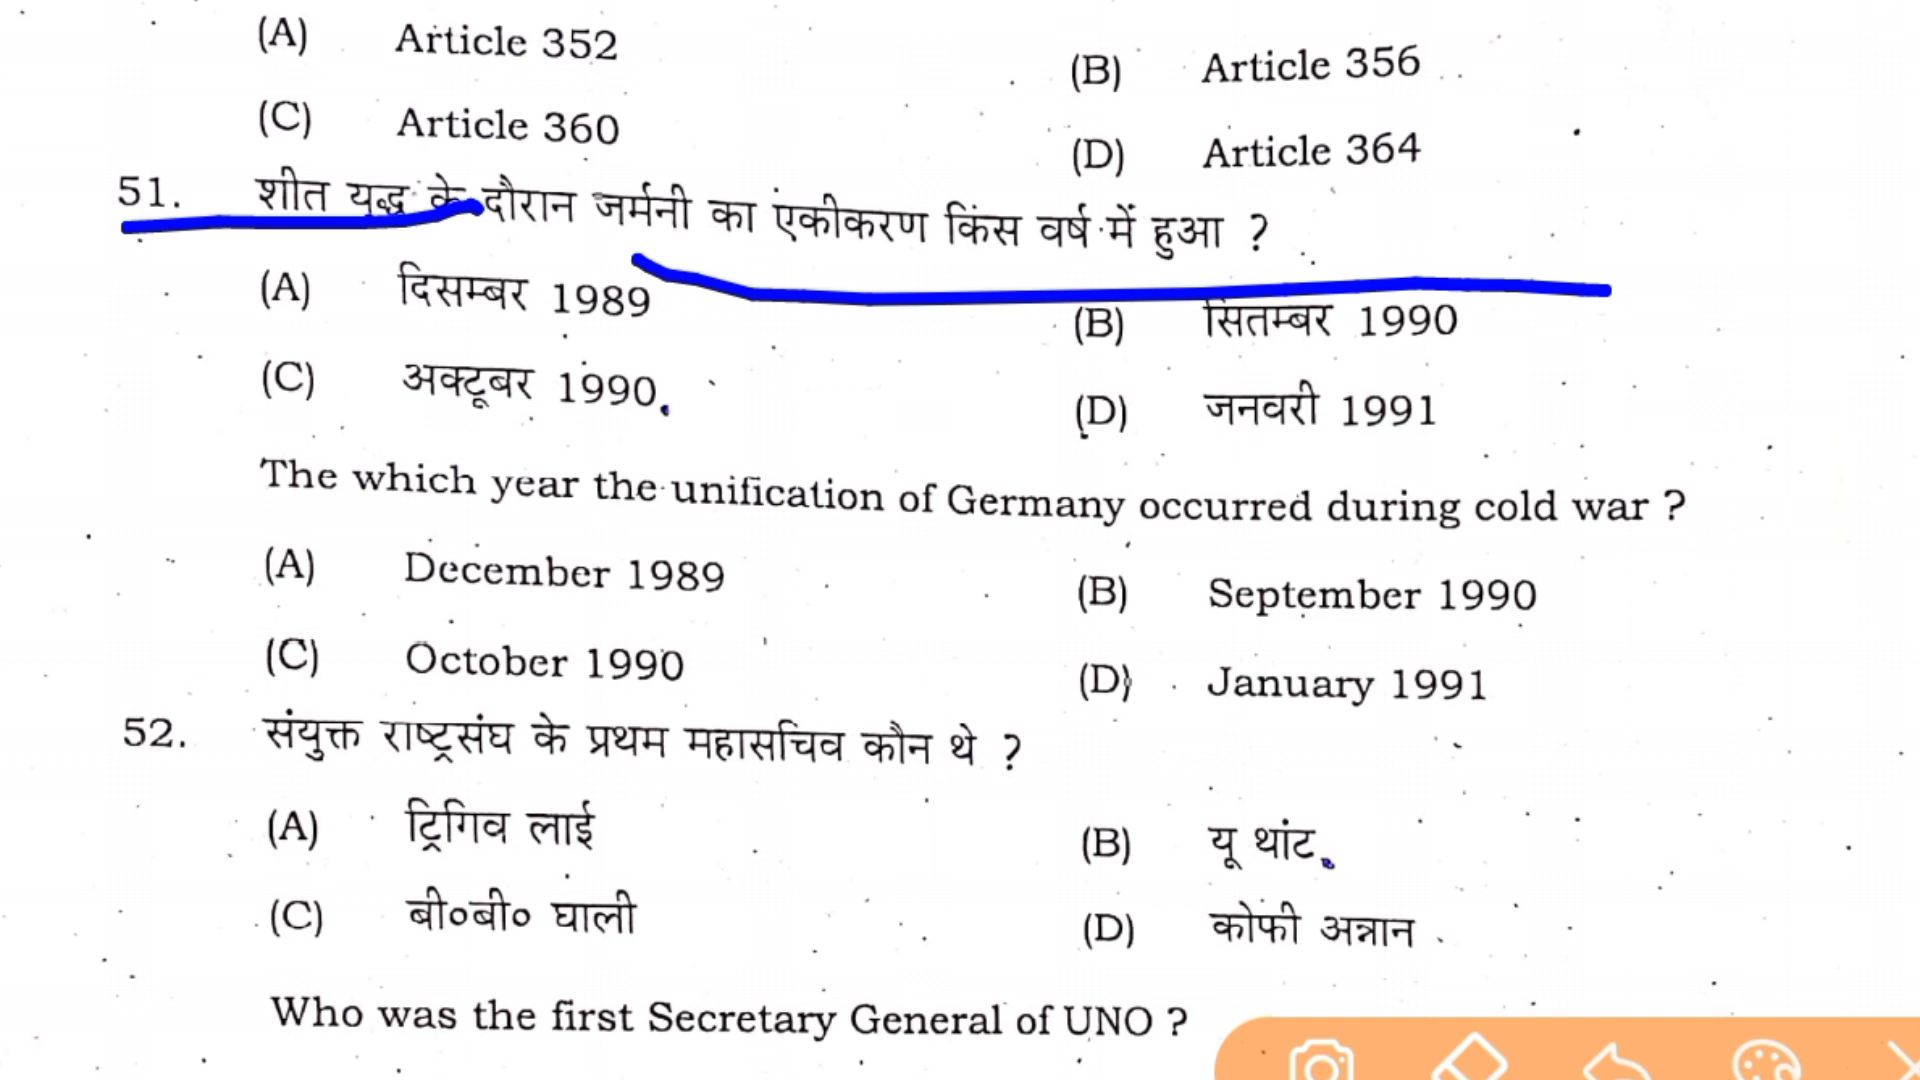 (A) Article 352 (B) Article 356
(C) Article 360 (D) Article 364
51. शीत यद्ध के दौरान जर्मनी का एकीकरण किस वर्ष में हुआ ?
(A) दिसम्बर 1989 (B) सितम्बर 1990
(C) अक्टूबर 1990 (D) जनवरी 1991
The which year the unification of Germany occurred during cold war ?
(A) December 1989 (B) September 1990
(C) October 1990 (D) January 1991
52. संयुक्त राष्ट्रसंघ के प्रथम महासचिव कौन थे ?
(A) ट्रिगिव लाई (B) यू थांट
(C) बी०बी० घाली (D) कोफी अन्नान
Who was the first Secretary General of UNO ?